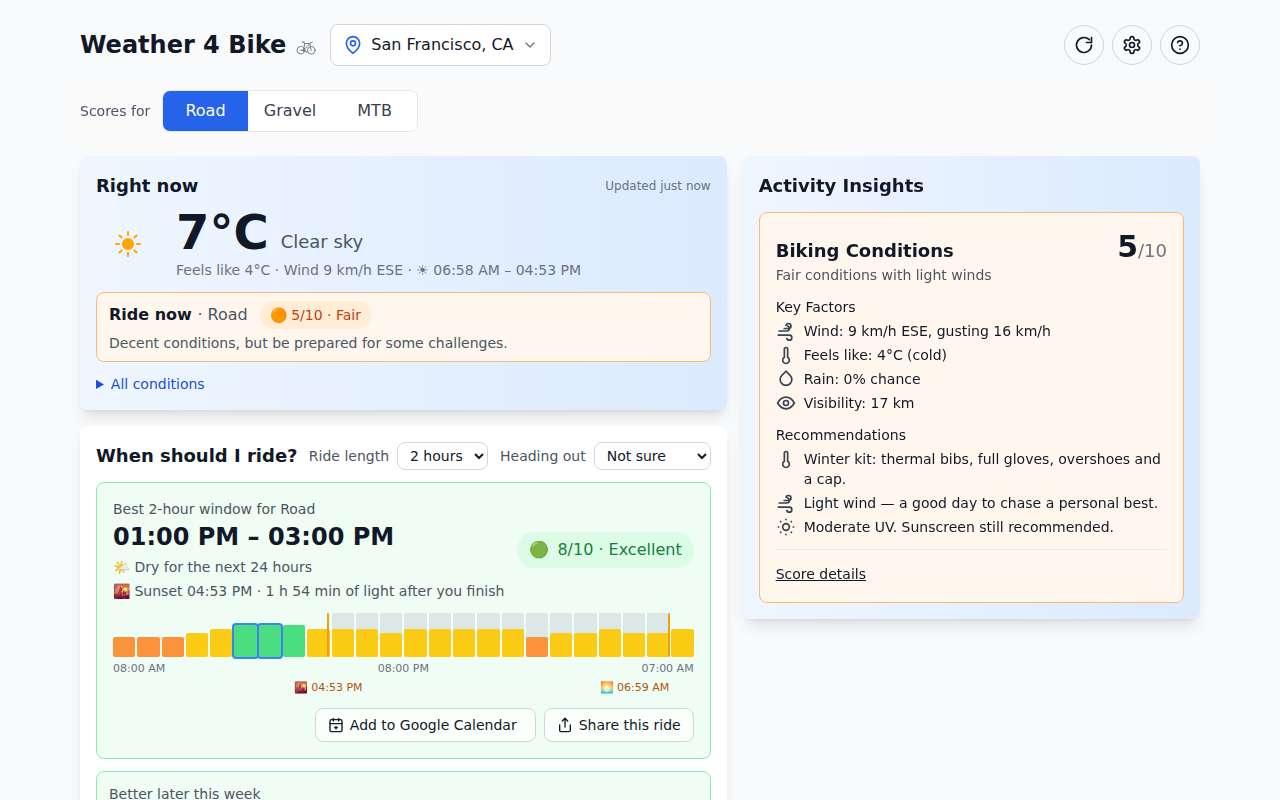 Weather 4 Bike
San Francisco, CA
Scores for
Road
Gravel
MTB
Right now
Updated just now
7°C Clear sky
Feels like 4°C · Wind 9 km/h ESE · ☀ 06:58 AM – 04:53 PM
Ride now · Road
5/10 · Fair
Decent conditions, but be prepared for some challenges.
All conditions
When should I ride?
Ride length
2 hours
Heading out
Not sure
Best 2-hour window for Road
01:00 PM – 03:00 PM
Dry for the next 24 hours
Sunset 04:53 PM · 1 h 54 min of light after you finish
8/10 · Excellent
08:00 AM
08:00 PM
07:00 AM
04:53 PM
06:59 AM
Add to Google Calendar
Share this ride
Better later this week
Activity Insights
Biking Conditions
5/10
Fair conditions with light winds
Key Factors
Wind: 9 km/h ESE, gusting 16 km/h
Feels like: 4°C (cold)
Rain: 0% chance
Visibility: 17 km
Recommendations
Winter kit: thermal bibs, full gloves, overshoes and
a cap.
Light wind — a good day to chase a personal best.
Moderate UV. Sunscreen still recommended.
Score details